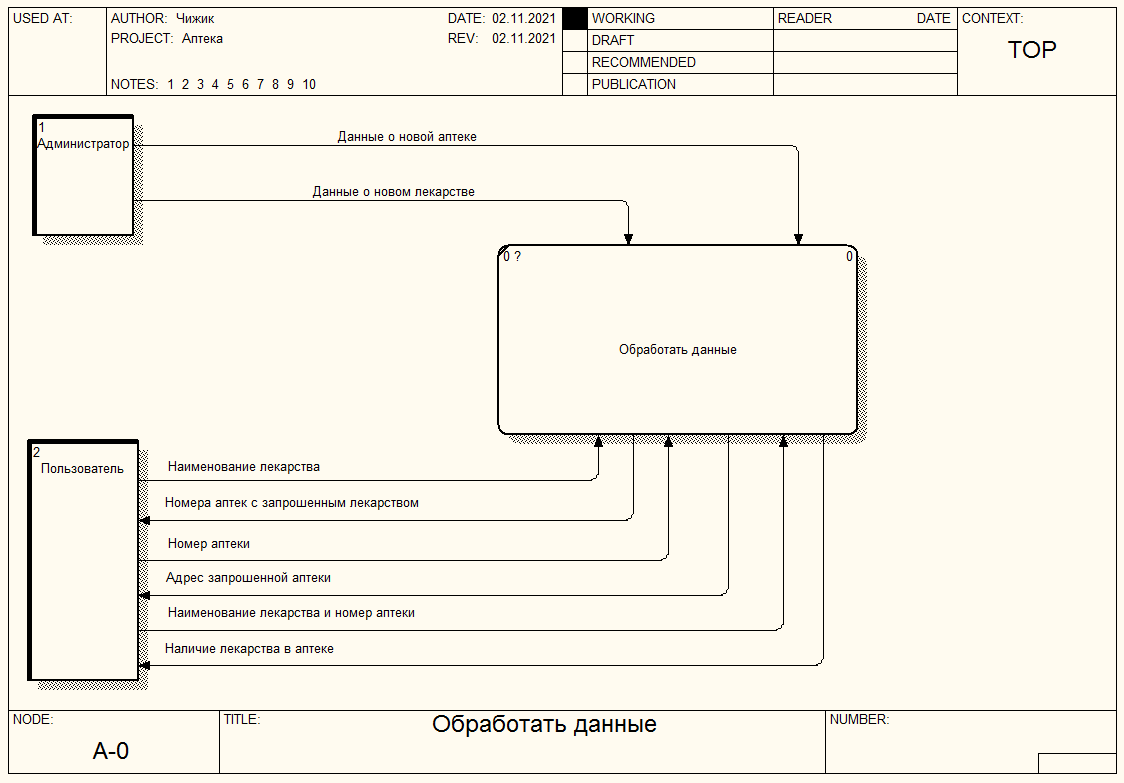 USED AT: AUTHOR: Чижик DATE: 02.11.2021 WORKING READER DATE CONTEXT:
PROJECT: Аптека REV: 02.11.2021 DRAFT
TOP
RECOMMENDED
NOTES: 1 2 3 4 5 6 7 8 9 10 PUBLICATION
1
Администратор
Данные о новой аптеке
Данные о новом лекарстве
0 ? 0
Обработать данные
2
Пользователь
Наименование лекарства
Номера аптек с запрошенным лекарством
Номер аптеки
Адрес запрошенной аптеки
Наименование лекарства и номер аптеки
Наличие лекарства в аптеке
NODE: TITLE: Обработать данные NUMBER:
A-0